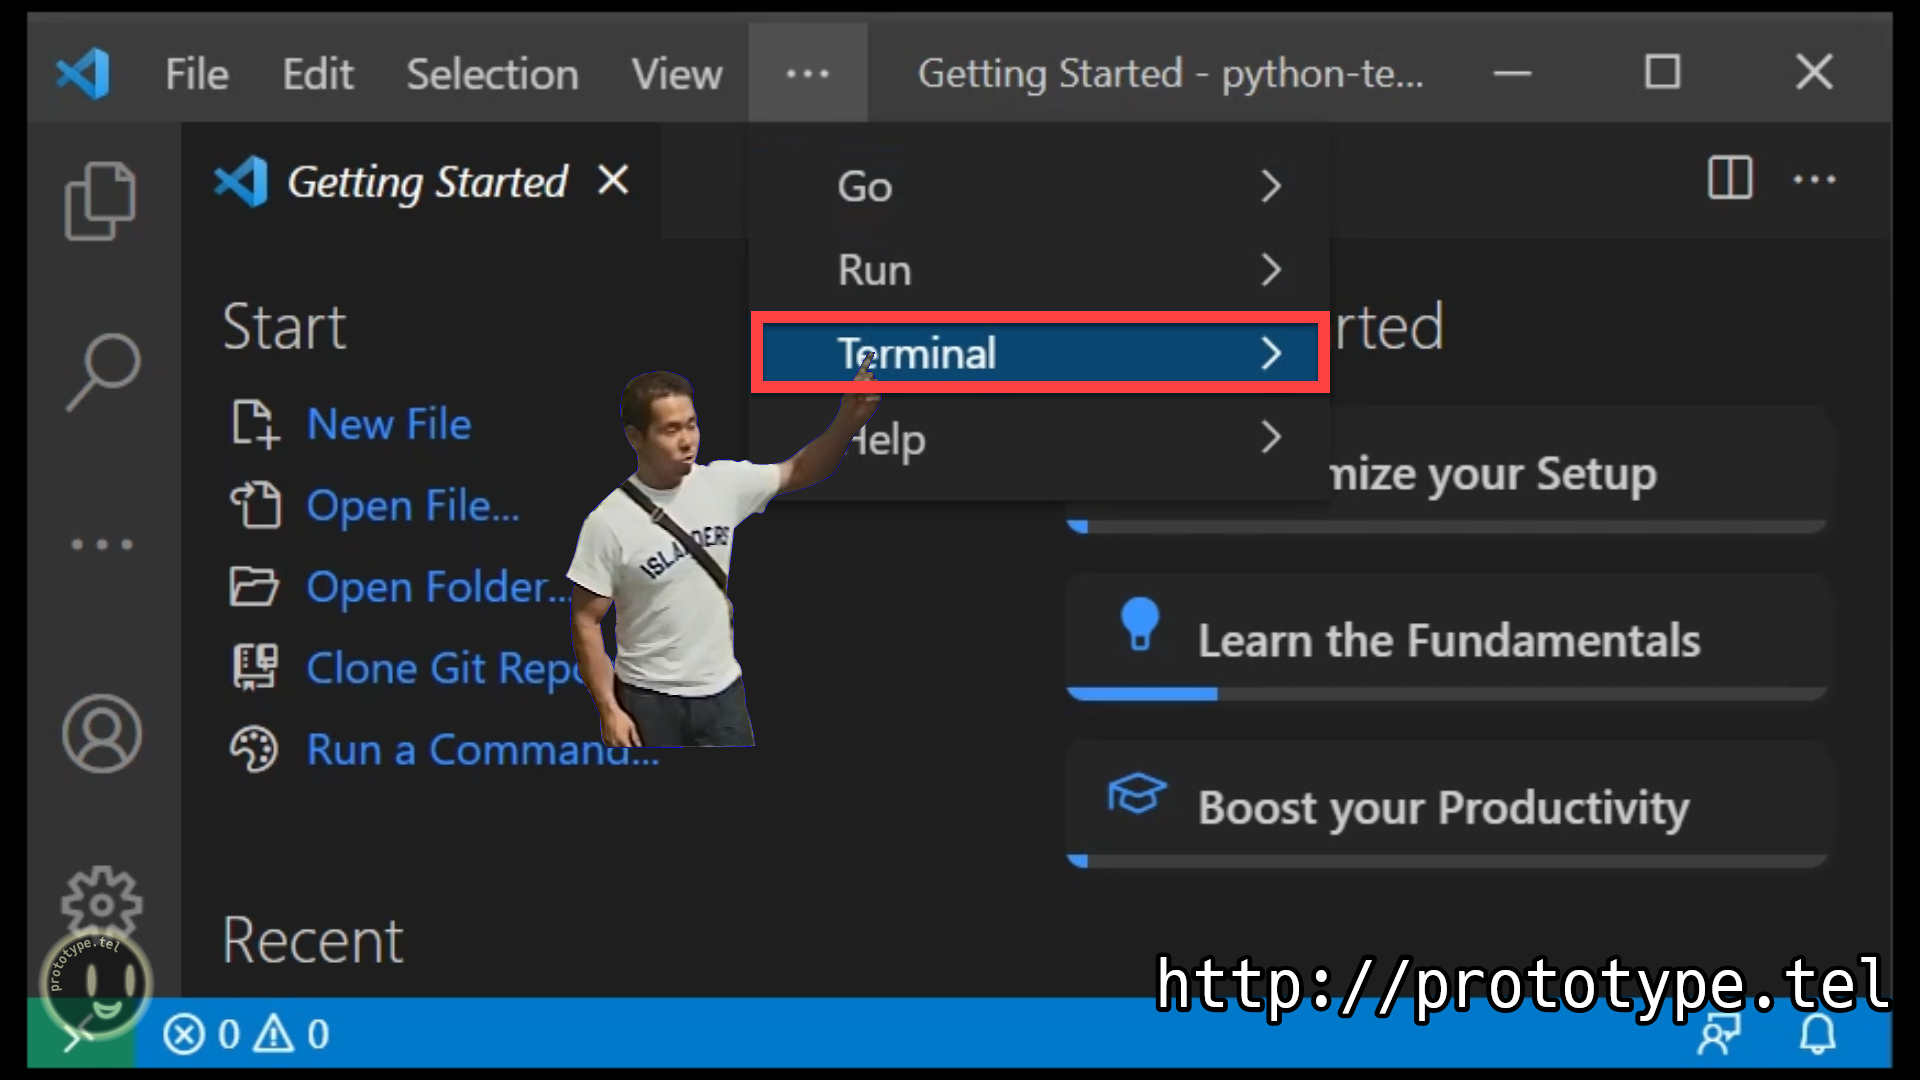 File Edit Selection View ··· Getting Started - python-te...
Getting Started
Go
Run
Terminal
Help
Start
New File
Open File...
Open Folder...
Clone Git Repo
Run a Command...
Recent
rted
mize your Setup
Learn the Fundamentals
Boost your Productivity
ISLANDERS
prototype.tel
http://prototype.tel
0 0